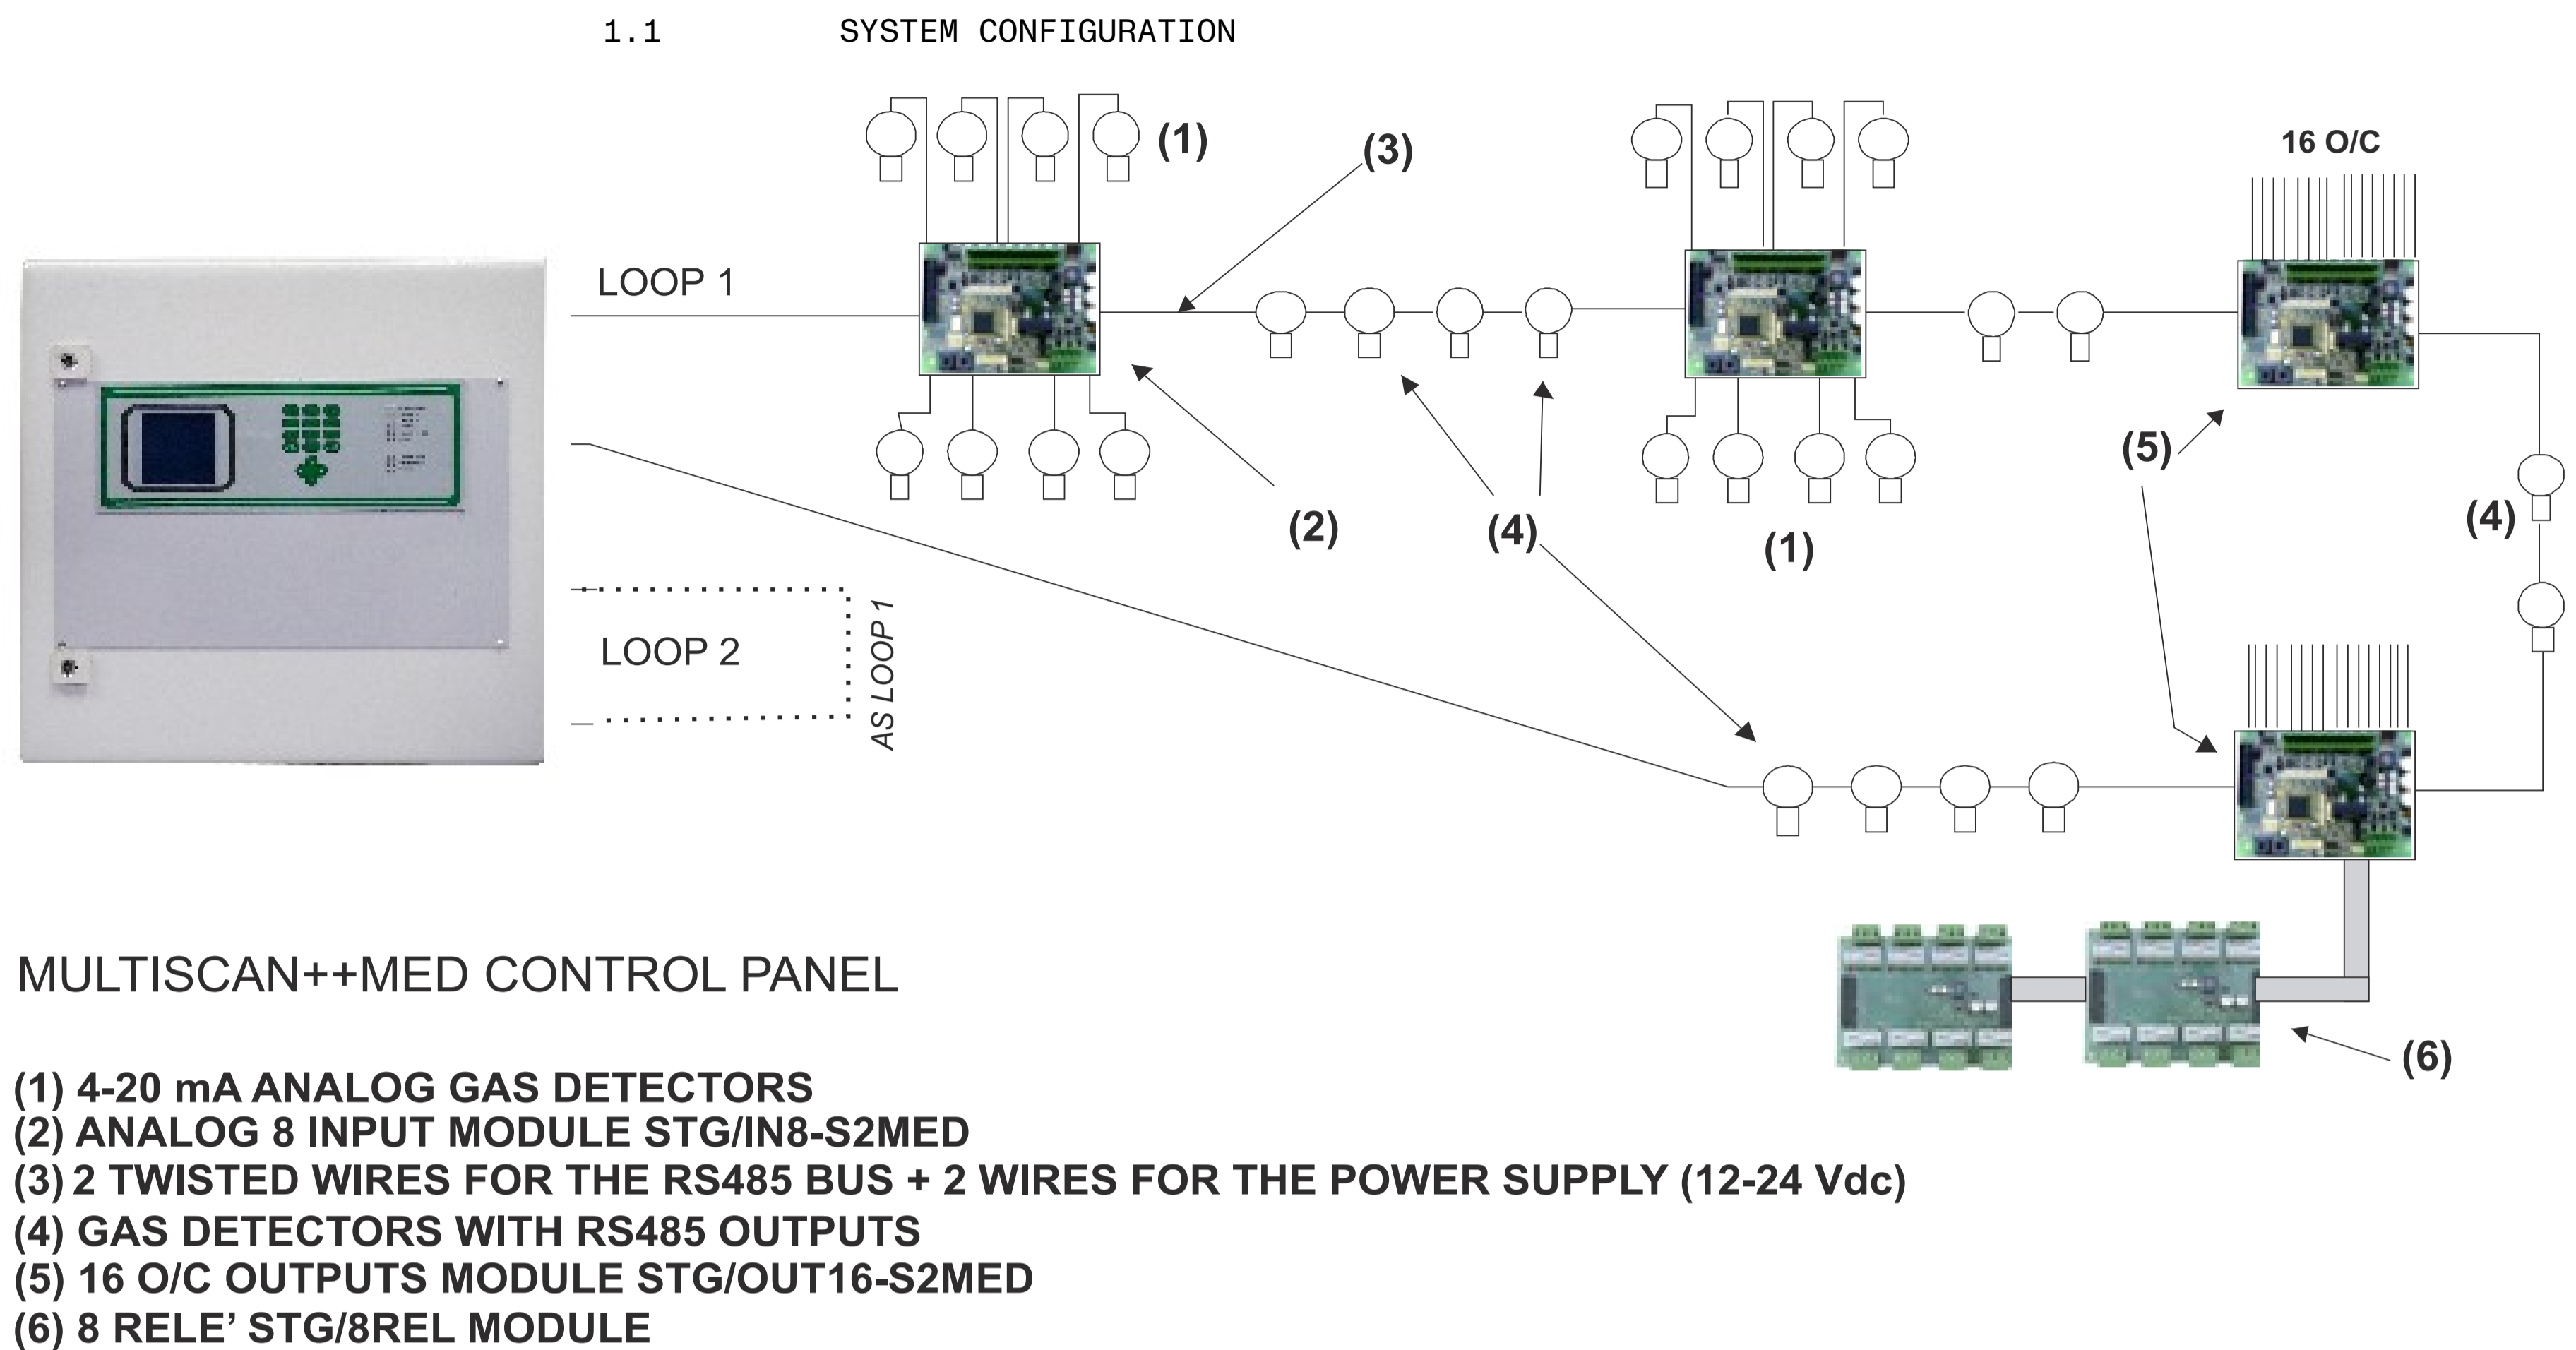 1.1 SYSTEM CONFIGURATION
(1)
(3)
16 O/C
LOOP 1
(5)
(4)
(2)
(4)
(1)
LOOP 2
AS LOOP 1
MULTISCAN++MED CONTROL PANEL
(6)
(1) 4-20 mA ANALOG GAS DETECTORS
(2) ANALOG 8 INPUT MODULE STG/IN8-S2MED
(3) 2 TWISTED WIRES FOR THE RS485 BUS + 2 WIRES FOR THE POWER SUPPLY (12-24 Vdc)
(4) GAS DETECTORS WITH RS485 OUTPUTS
(5) 16 O/C OUTPUTS MODULE STG/OUT16-S2MED
(6) 8 RELE’ STG/8REL MODULE